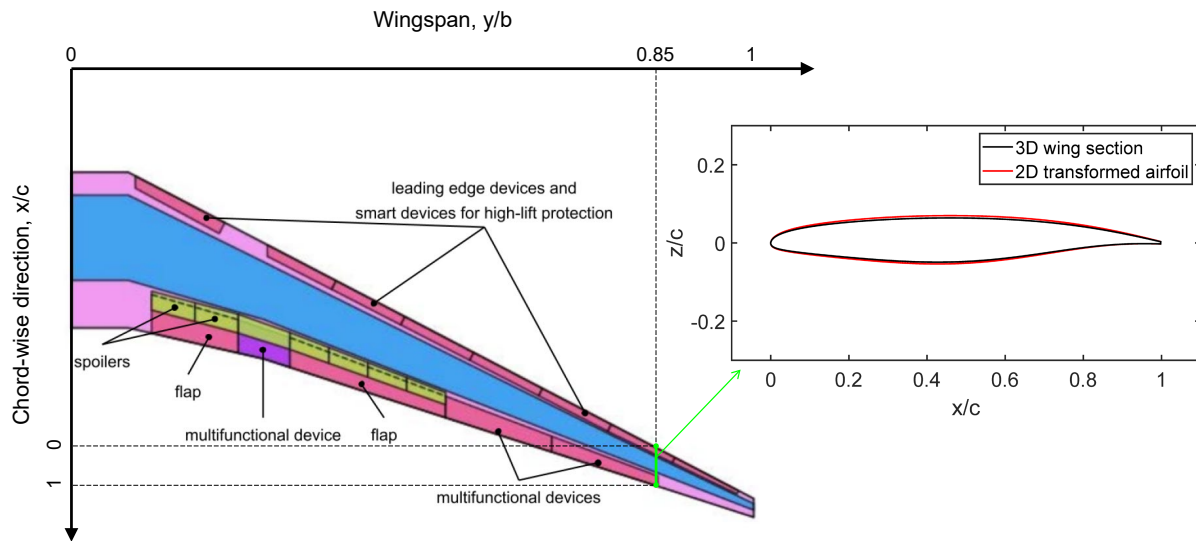 Wingspan, y/b
0
0.85
1
Chord-wise direction, x/c
0
1
leading edge devices and
smart devices for high-lift protection
spoilers
flap
multifunctional device
flap
multifunctional devices
3D wing section
2D transformed airfoil
z/c
0.2
0
-0.2
0
0.2
0.4
0.6
0.8
1
x/c